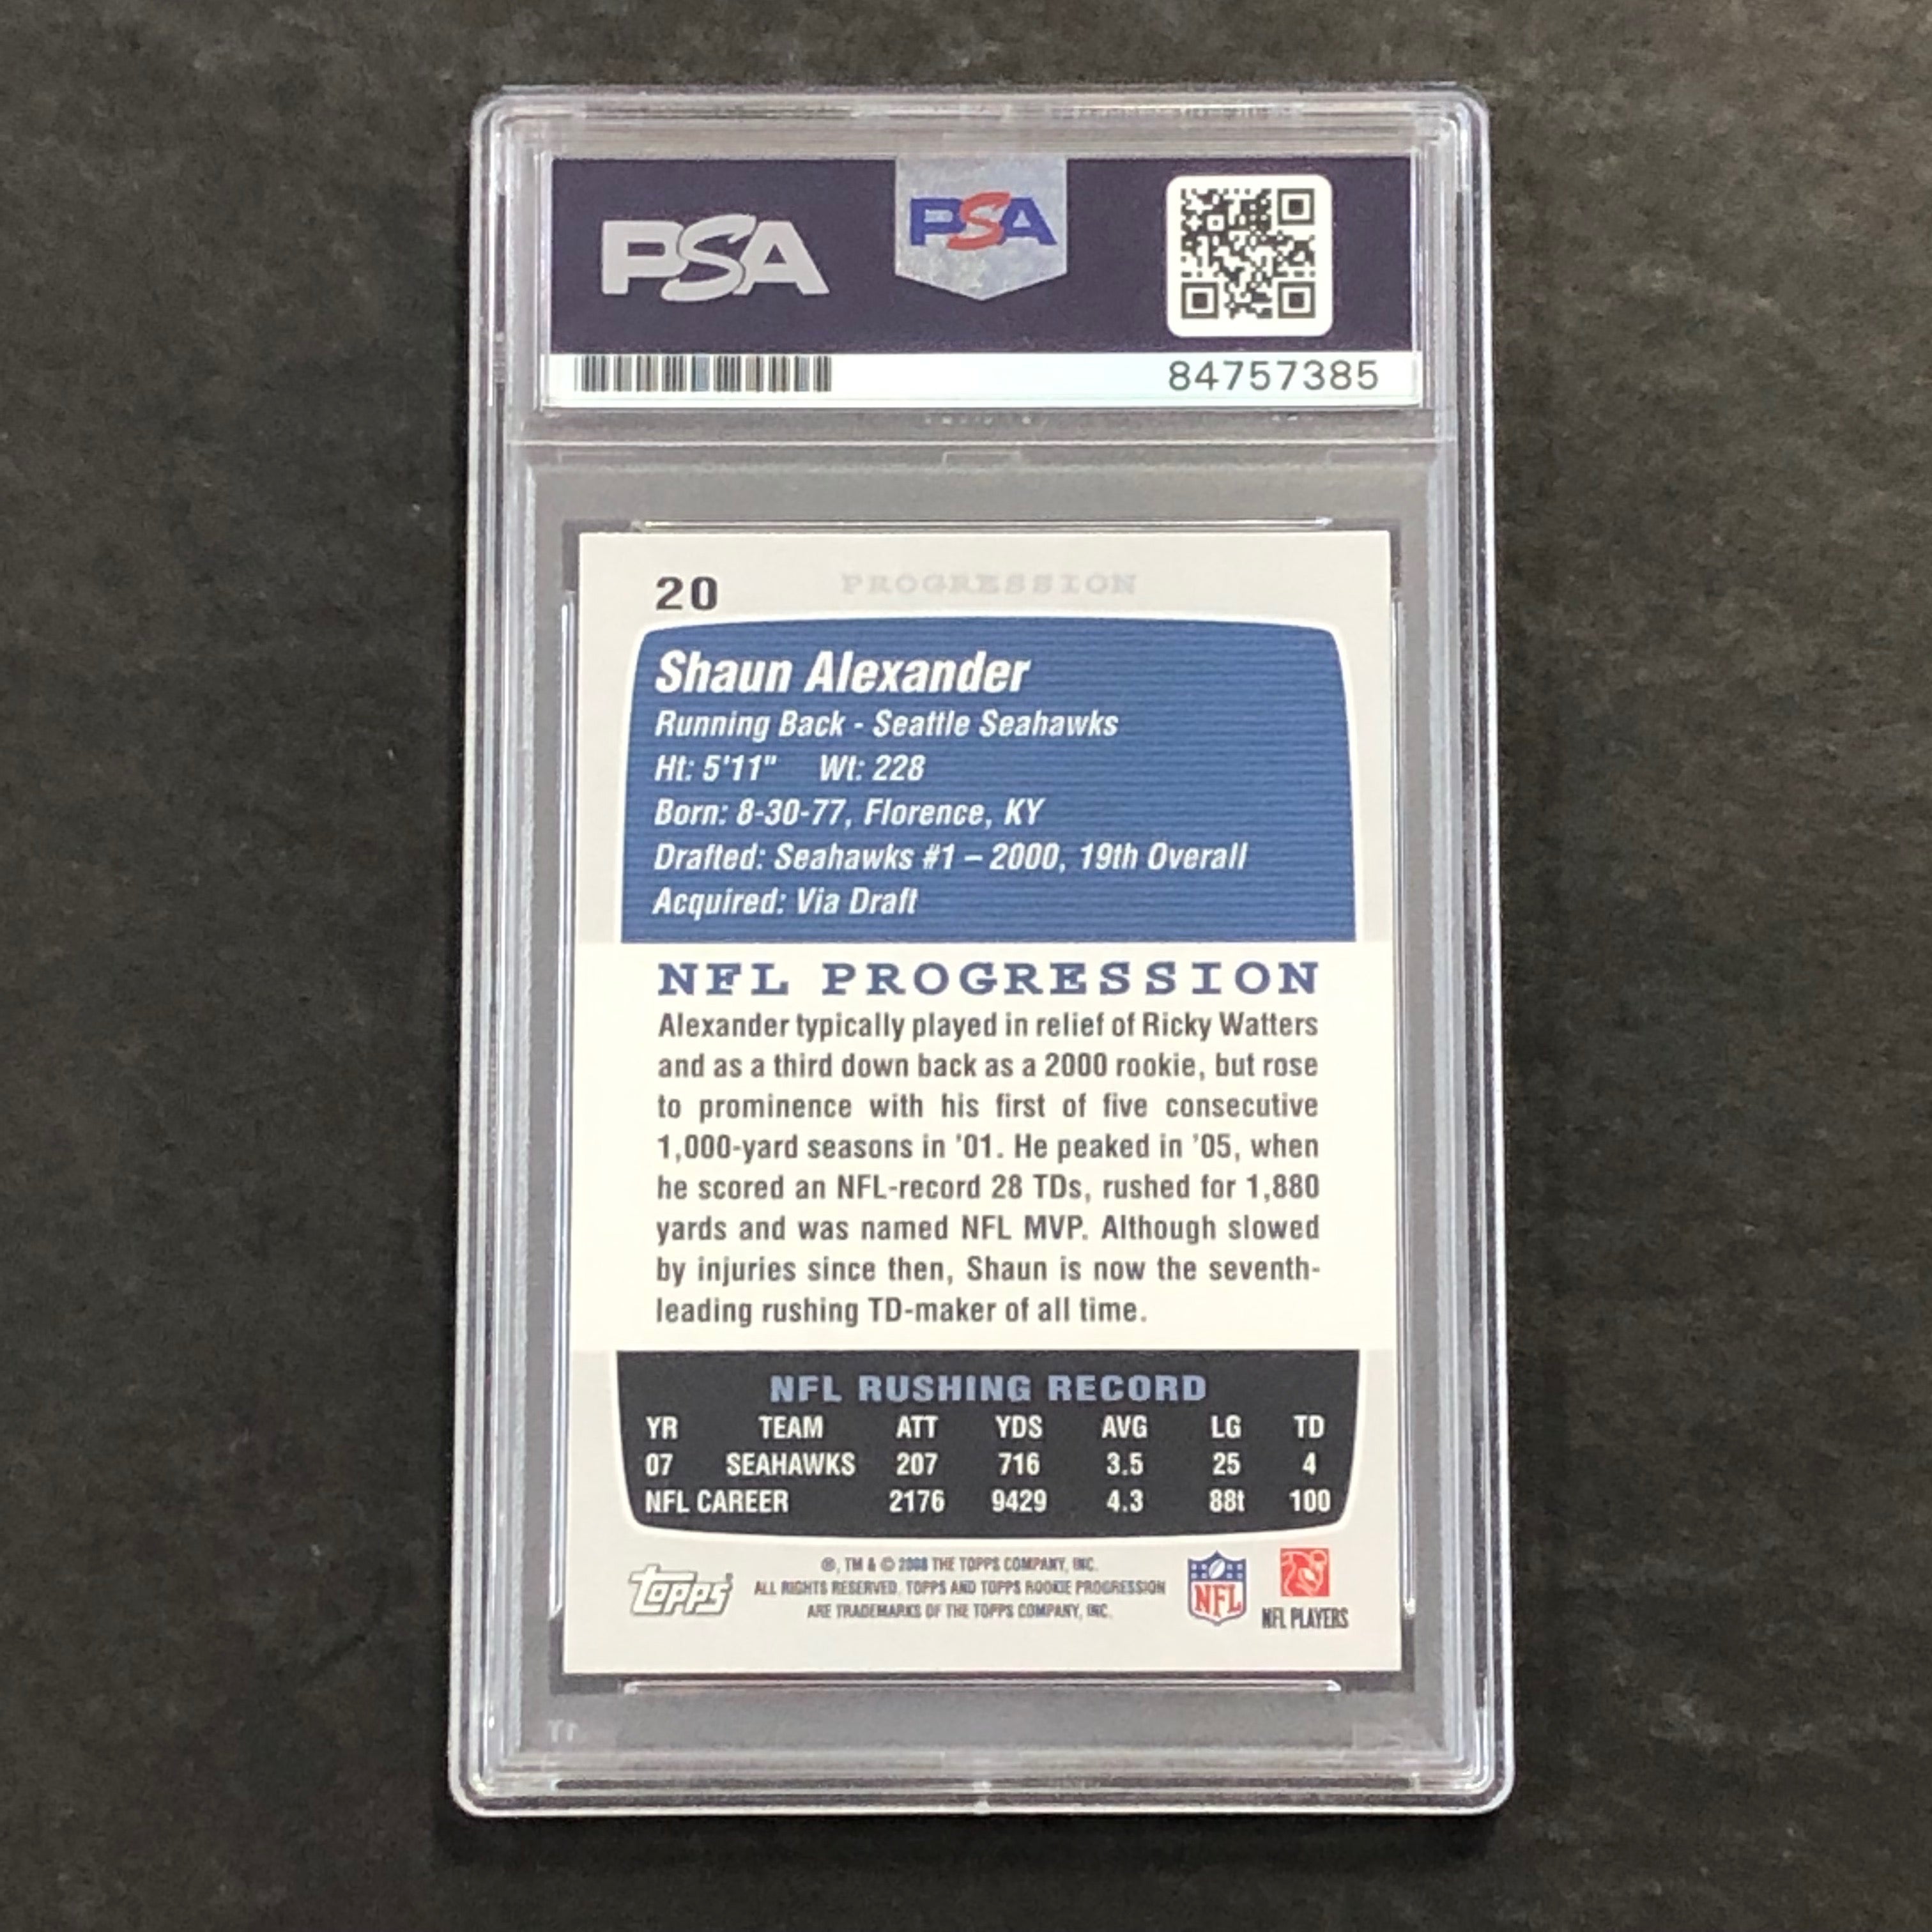 PSA
PSA
84757385
20
PROGRESSION
Shaun Alexander
Running Back - Seattle Seahawks
Ht: 5'11" Wt: 228
Born: 8-30-77, Florence, KY
Drafted: Seahawks #1 – 2000, 19th Overall
Acquired: Via Draft
NFL PROGRESSION
Alexander typically played in relief of Ricky Watters
and as a third down back as a 2000 rookie, but rose
to prominence with his first of five consecutive
1,000-yard seasons in '01. He peaked in '05, when
he scored an NFL-record 28 TDs, rushed for 1,880
yards and was named NFL MVP. Although slowed
by injuries since then, Shaun is now the seventh-
leading rushing TD-maker of all time.
NFL RUSHING RECORD
YR TEAM ATT YDS AVG LG TD
07 SEAHAWKS 207 716 3.5 25 4
NFL CAREER 2176 9429 4.3 88t 100
®, TM & © 2008 THE TOPPS COMPANY, INC.
ALL RIGHTS RESERVED. TOPPS AND TOPPS ROOKIE PROGRESSION
ARE TRADEMARKS OF THE TOPPS COMPANY, INC.
topps®
NFL
NFL PLAYERS